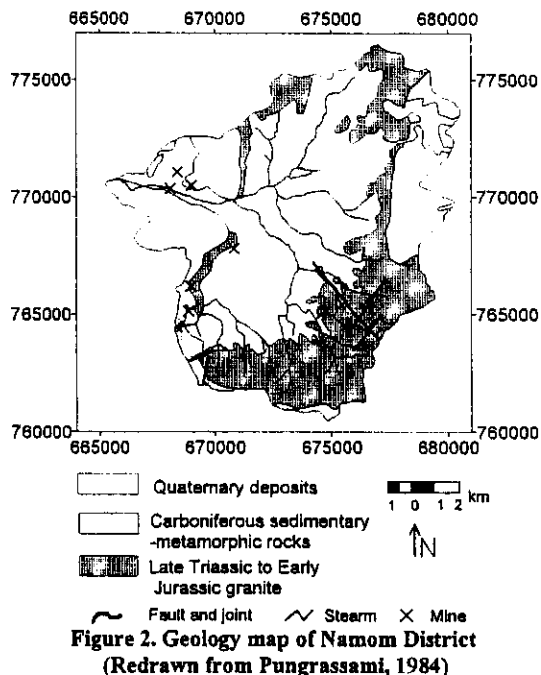 665000 670000 675000 680000
775000 775000
770000 770000
765000 765000
760000 760000
665000 670000 675000 680000
Quaternary deposits
1 0 1 2 km
Carboniferous sedimentary
-metamorphic rocks
N
Late Triassic to Early
Jurassic granite
Fault and joint Stearm Mine
Figure 2. Geology map of Namom District
(Redrawn from Pungrassami, 1984)